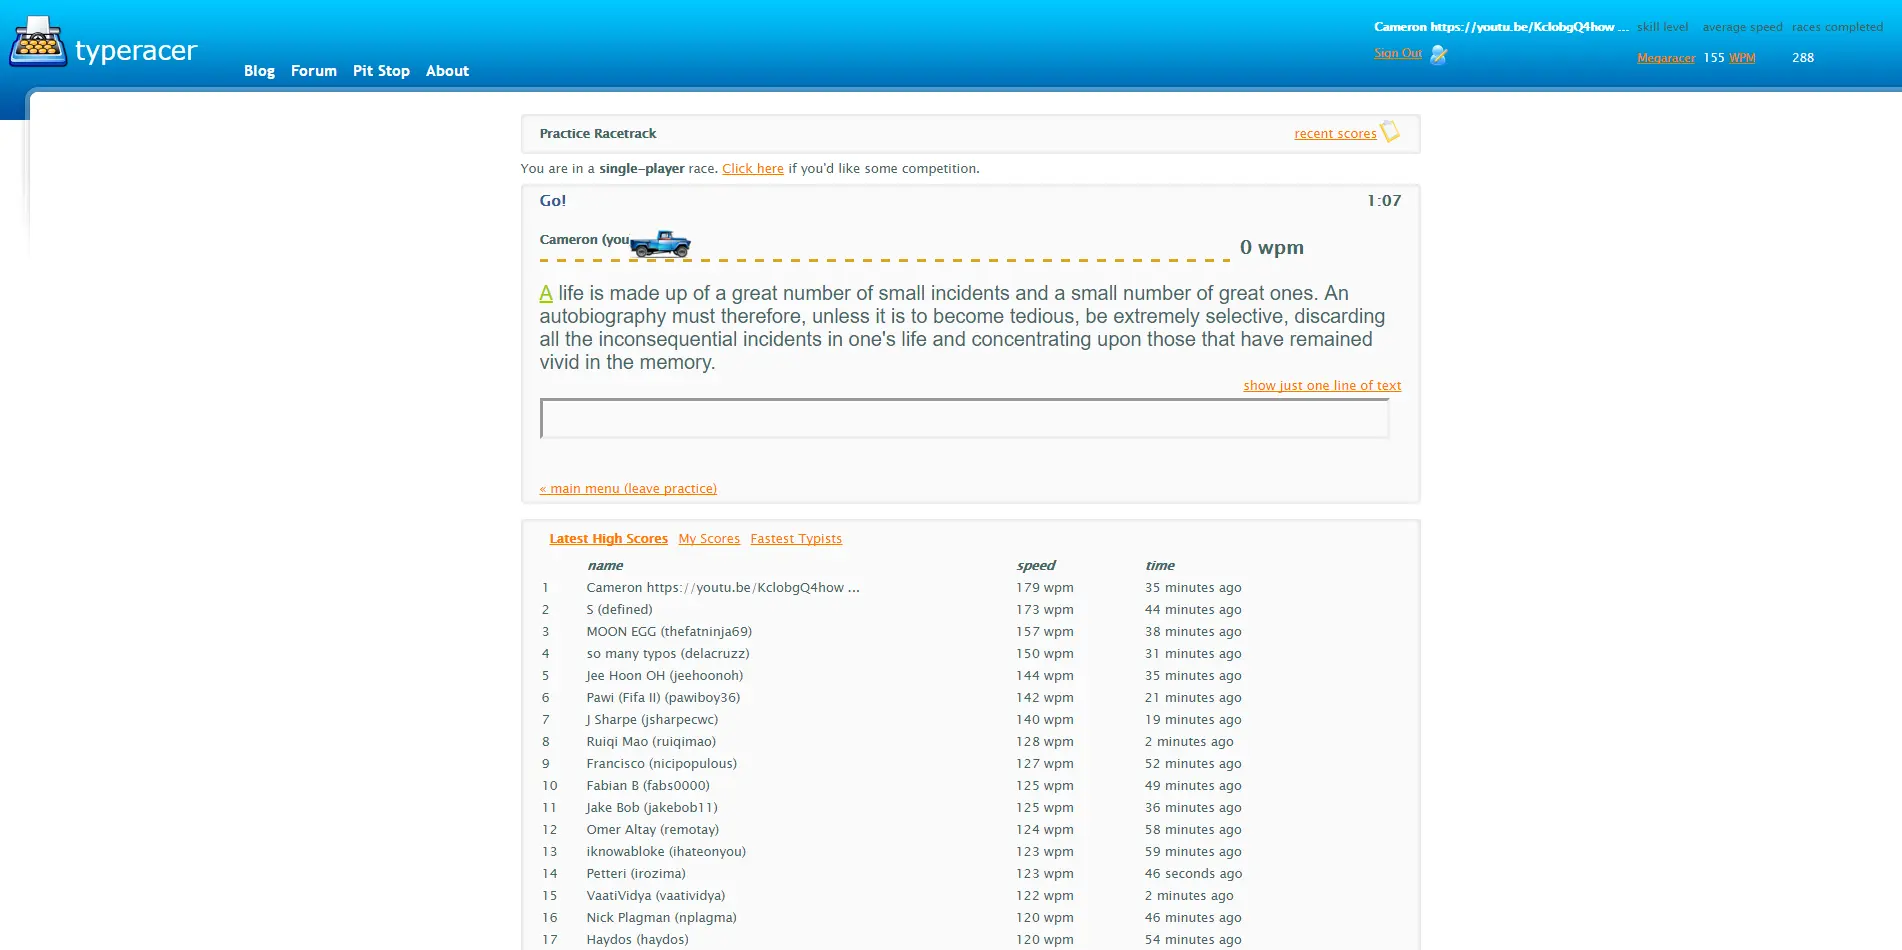 typeracer
Blog Forum Pit Stop About
Cameron https://youtu.be/KclobgQ4how ... skill level average speed races completed
Sign Out Megaracer 155 WPM 288
Practice Racetrack recent scores
You are in a single-player race. Click here if you'd like some competition.
Go! 1:07
Cameron (you 0 wpm
A life is made up of a great number of small incidents and a small number of great ones. An
autobiography must therefore, unless it is to become tedious, be extremely selective, discarding
all the inconsequential incidents in one's life and concentrating upon those that have remained
vivid in the memory.
show just one line of text
« main menu (leave practice)
Latest High Scores My Scores Fastest Typists
name speed time
1 Cameron https://youtu.be/KclobgQ4how ... 179 wpm 35 minutes ago
2 S (defined) 173 wpm 44 minutes ago
3 MOON EGG (thefatninja69) 157 wpm 38 minutes ago
4 so many typos (delacruzz) 150 wpm 31 minutes ago
5 Jee Hoon OH (jeehoonoh) 144 wpm 35 minutes ago
6 Pawi (Fifa II) (pawiboy36) 142 wpm 21 minutes ago
7 J Sharpe (jsharpecwc) 140 wpm 19 minutes ago
8 Ruiqi Mao (ruiqimao) 128 wpm 2 minutes ago
9 Francisco (nicipopulous) 127 wpm 52 minutes ago
10 Fabian B (fabs0000) 125 wpm 49 minutes ago
11 Jake Bob (jakebob11) 125 wpm 36 minutes ago
12 Omer Altay (remotay) 124 wpm 58 minutes ago
13 iknowabloke (ihateonyou) 123 wpm 59 minutes ago
14 Petteri (irozima) 123 wpm 46 seconds ago
15 VaatiVidya (vaatividya) 122 wpm 2 minutes ago
16 Nick Plagman (nplagma) 120 wpm 46 minutes ago
17 Haydos (haydos) 120 wpm 54 minutes ago